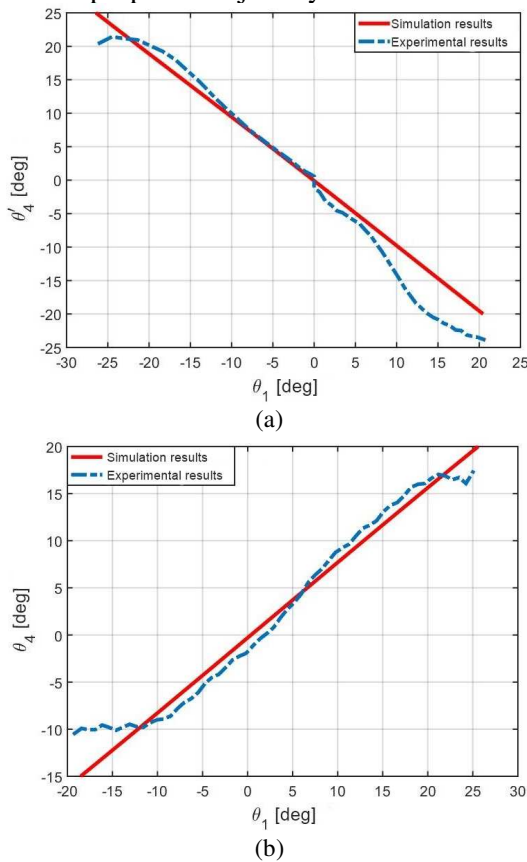 Simulation results
Experimental results
25
20
15
10
5
0
-5
-10
-15
-20
-25
θ′4 [deg]
-30 -25 -20 -15 -10 -5 0 5 10 15 20 25
θ1 [deg]
(a)
Simulation results
Experimental results
20
15
10
5
0
-5
-10
-15
θ4 [deg]
-20 -15 -10 -5 0 5 10 15 20 25 30
θ1 [deg]
(b)